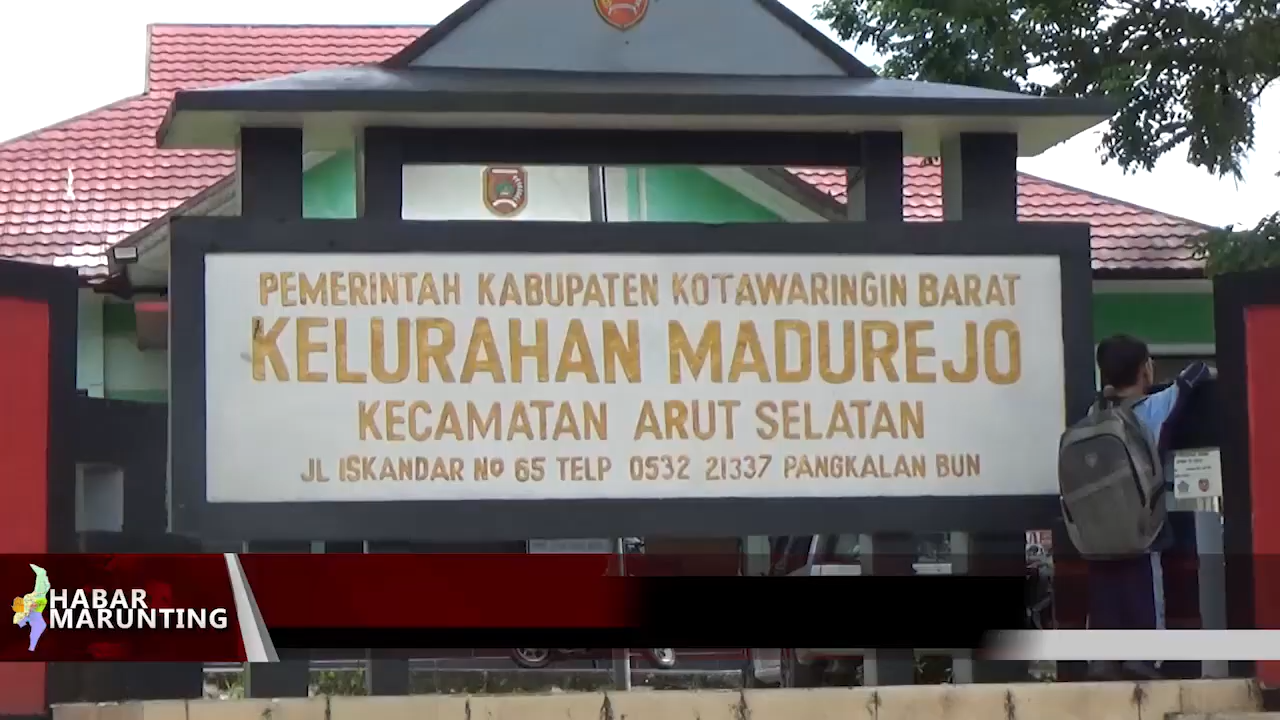 PEMERINTAH KABUPATEN KOTAWARINGIN BARAT
KELURAHAN MADUREJO
KECAMATAN ARUT SELATAN
JL ISKANDAR No 65 TELP 0532 21337 PANGKALAN BUN
HABAR
MARUNTING